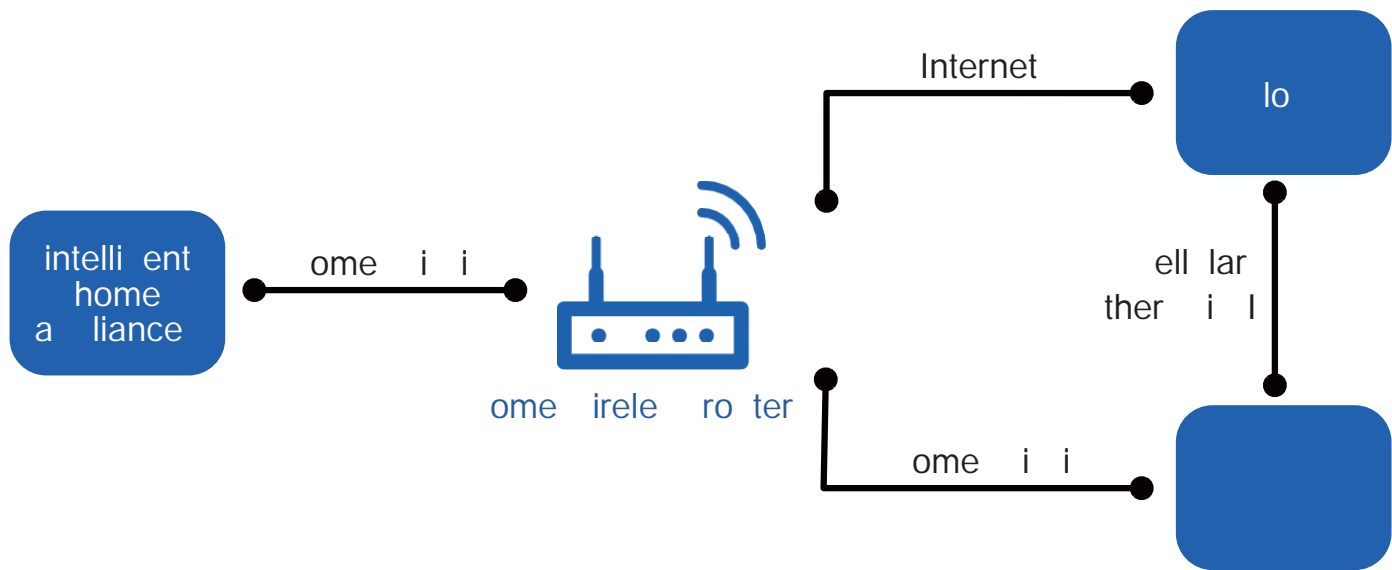 intelli ent
home
a liance
ome i i
ome irele ro ter
Internet
lo
ell lar
ther i l
ome i i